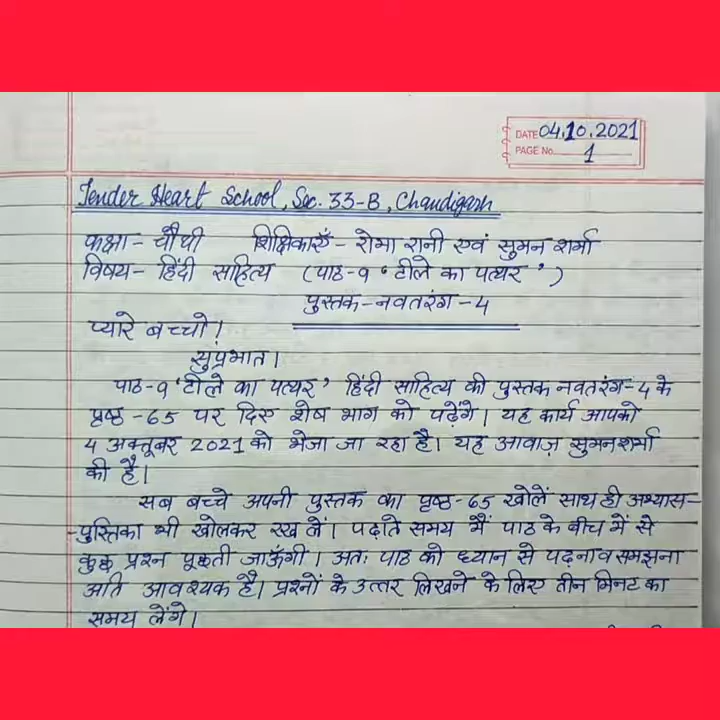 DATE 04.10.2021
PAGE No. 1
Tender Heart School, Sec. 33-B, Chandigarh
कक्षा- चौथी शिक्षिकाएँ - रोमा रानी एवं सुमन शर्मा
विषय- हिंदी साहित्य (पाठ-९ 'टीले का पत्थर')
पुस्तक-नवतरंग-4
प्यारे बच्चो।
सुप्रभात।
पाठ-९ 'टीले का पत्थर' हिंदी साहित्य की पुस्तक नवतरंग-4 के
पृष्ठ -65 पर दिए शेष भाग को पढ़ेंगे। यह कार्य आपको
4 अक्तूबर 2021 को भेजा जा रहा है। यह आवाज़ सुमन शर्मा
की है।
सब बच्चे अपनी पुस्तक का पृष्ठ-65 खोलें साथ ही अभ्यास-
-पुस्तिका भी खोलकर रख लें। पढ़ाते समय मैं पाठ के बीच में से
कुछ प्रश्न पूछती जाऊँगी। अतः पाठ को ध्यान से पढ़ना व समझना
अति आवश्यक है। प्रश्नों के उत्तर लिखने के लिए तीन मिनट का
समय लेंगे।